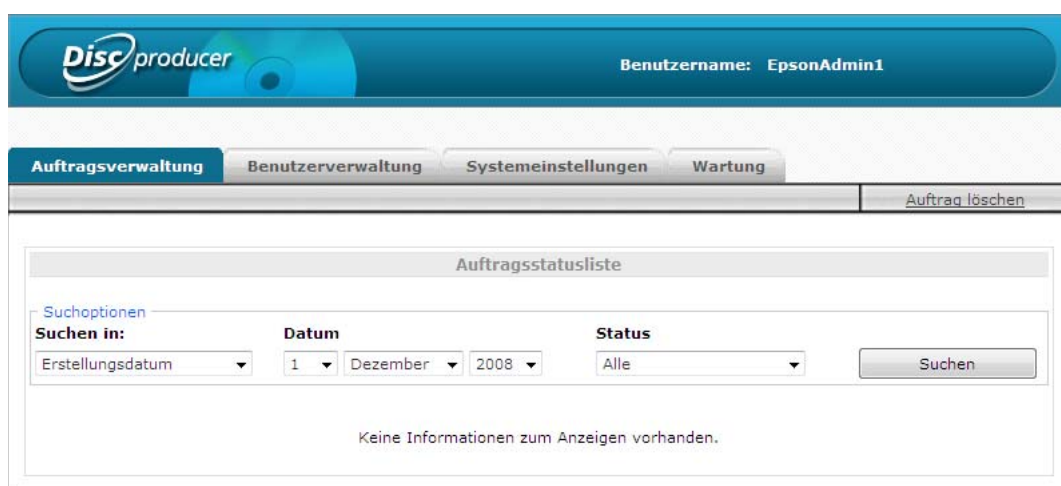 Disc producer
Benutzername: EpsonAdmin1
Auftragsverwaltung Benutzerverwaltung Systemeinstellungen Wartung
Auftrag löschen
Auftragsstatusliste
Suchoptionen
Suchen in: Datum Status
Erstellungsdatum 1 Dezember 2008 Alle Suchen
Keine Informationen zum Anzeigen vorhanden.